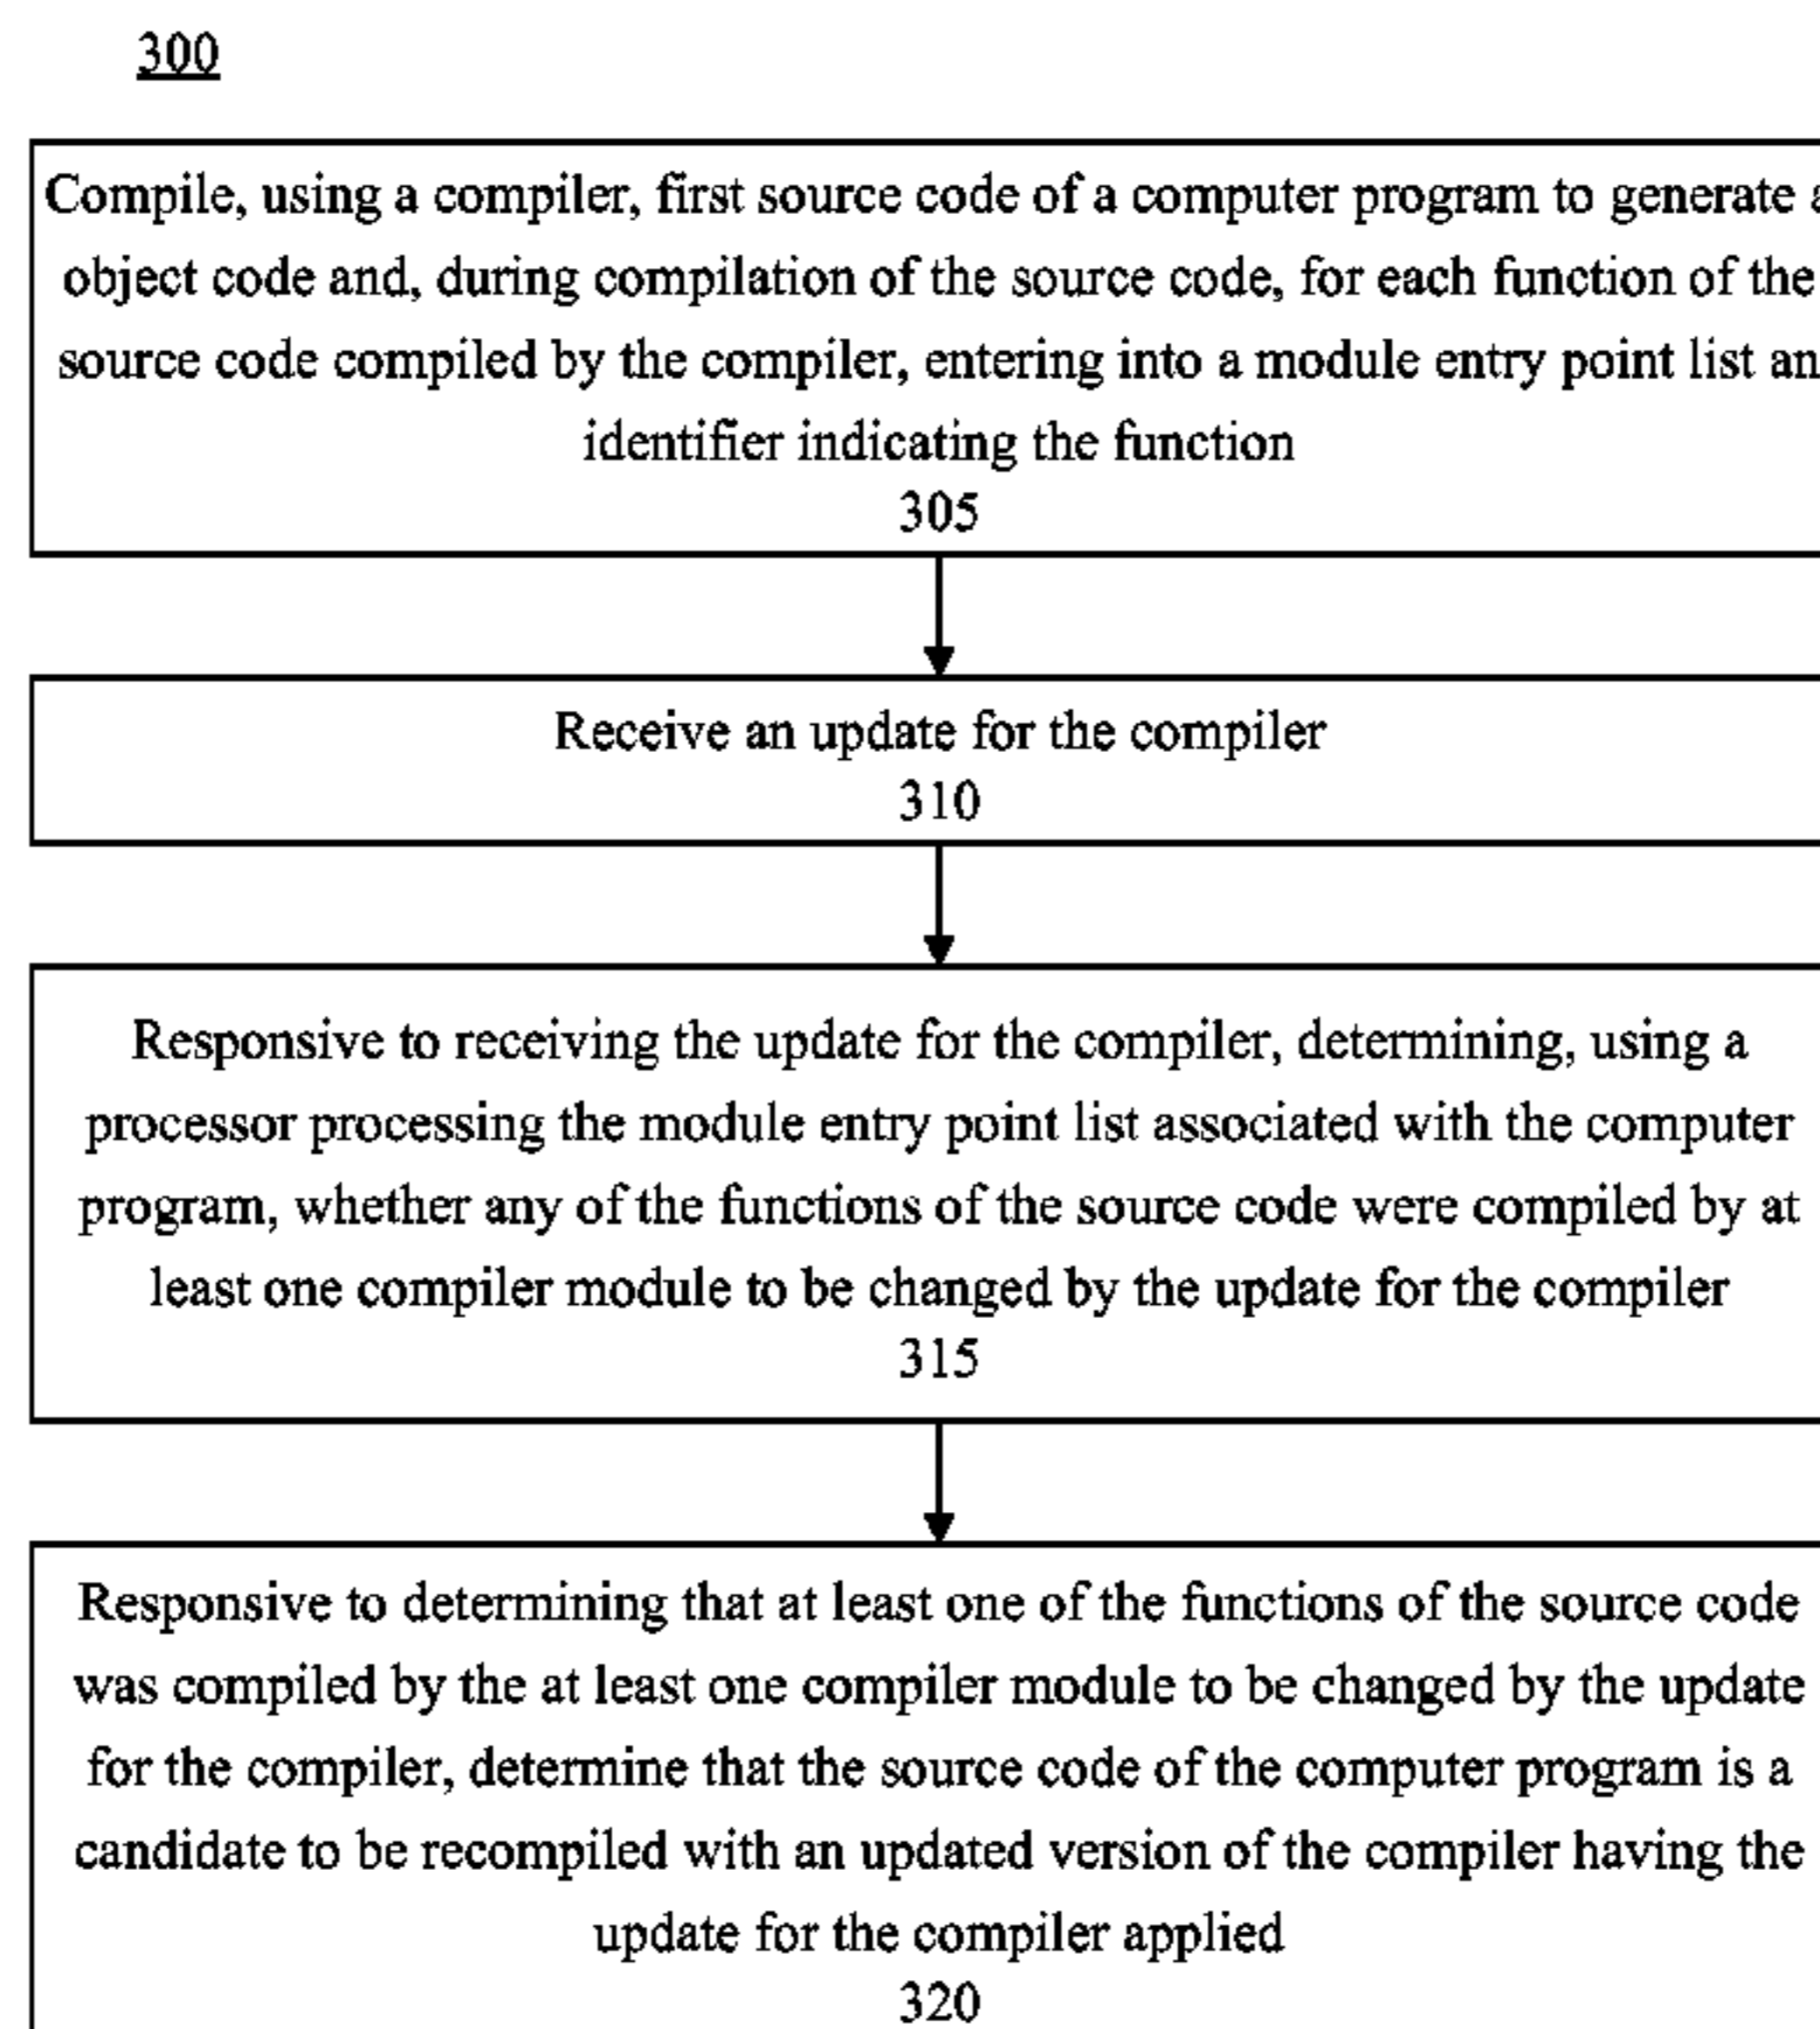 300
Compile, using a compiler, first source code of a computer program to generate a
object code and, during compilation of the source code, for each function of the
source code compiled by the compiler, entering into a module entry point list an
identifier indicating the function
305
Receive an update for the compiler
310
Responsive to receiving the update for the compiler, determining, using a
processor processing the module entry point list associated with the computer
program, whether any of the functions of the source code were compiled by at
least one compiler module to be changed by the update for the compiler
315
Responsive to determining that at least one of the functions of the source code
was compiled by the at least one compiler module to be changed by the update
for the compiler, determine that the source code of the computer program is a
candidate to be recompiled with an updated version of the compiler having the
update for the compiler applied
320